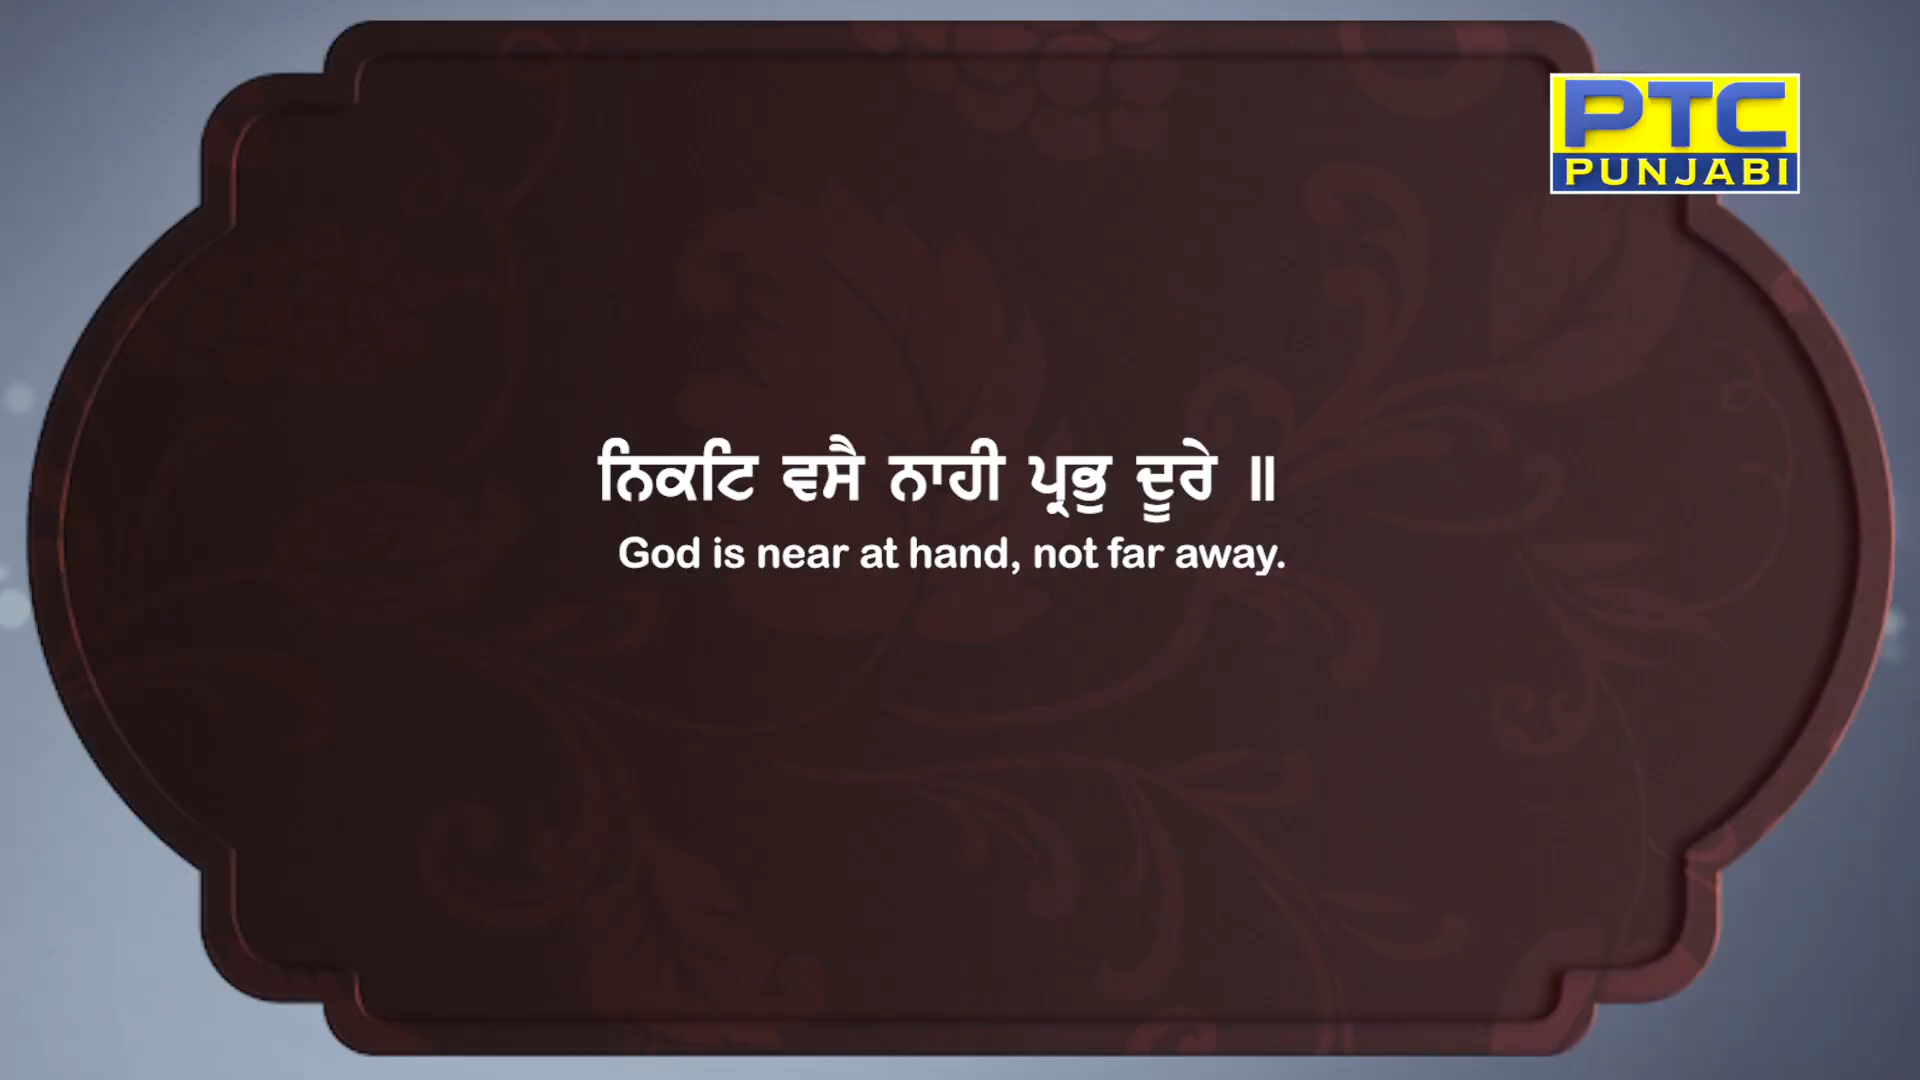 PTC
PUNJABI
ਨਿਕਟਿ ਵਸੈ ਨਾਹੀ ਪ੍ਰਭੁ ਦੂਰੇ ॥
God is near at hand, not far away.